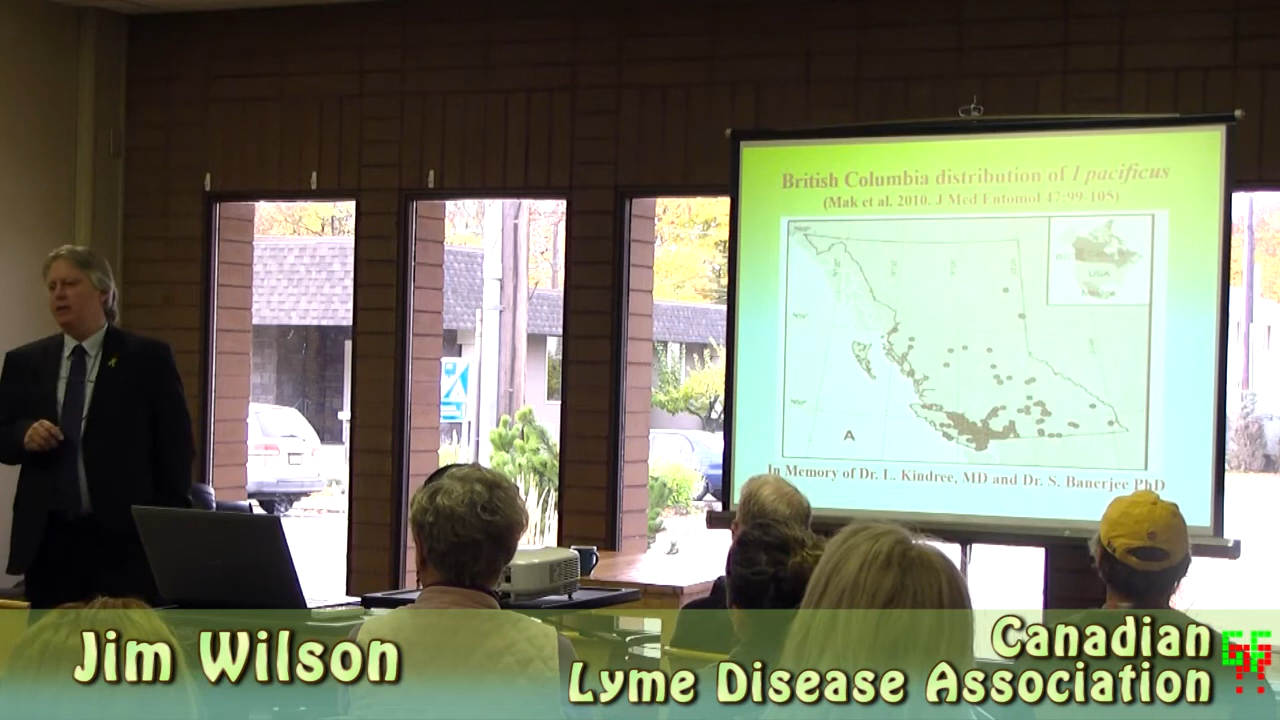 British Columbia distribution of I pacificus
(Mak et al. 2010. J Med Entomol 47:99-105)
USA
A
In Memory of Dr. L. Kindree, MD and Dr. S. Banerjee PhD
Jim Wilson
Canadian
Lyme Disease Association